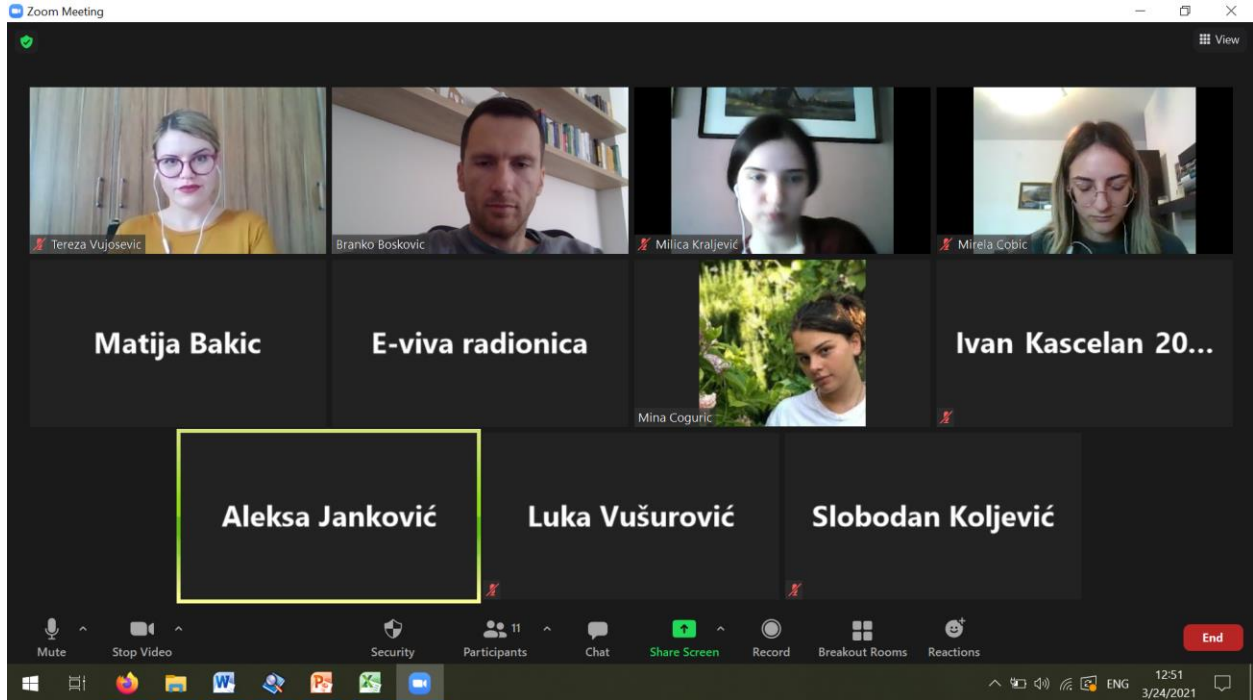 Zoom Meeting
View
Tereza Vujosevic
Branko Boskovic
Milica Kraljević
Mirela Cobic
Matija Bakic
E-viva radionica
Mina Coguric
Ivan Kascelan 20...
Aleksa Janković
Luka Vušurović
Slobodan Koljević
Mute
Stop Video
Security
11
Participants
Chat
Share Screen
Record
Breakout Rooms
Reactions
End
ENG
12:51
3/24/2021